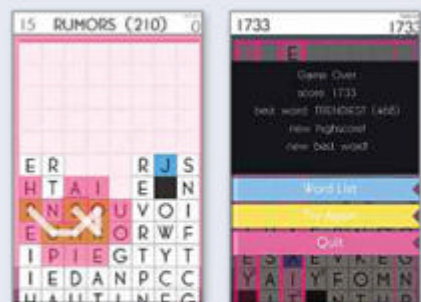 15 RUMORS (210) 0
E R R J S
H T A I E N
U V O I
O R W F
I P I E G T Y T
I E D A N P C C
H A U T I N E G
1733 1733
E
Game Over
score 1733
best word TRENDIEST (468)
new highscore!
new best word!
Word List
Try Again
Quit
Y A I Y F O M N